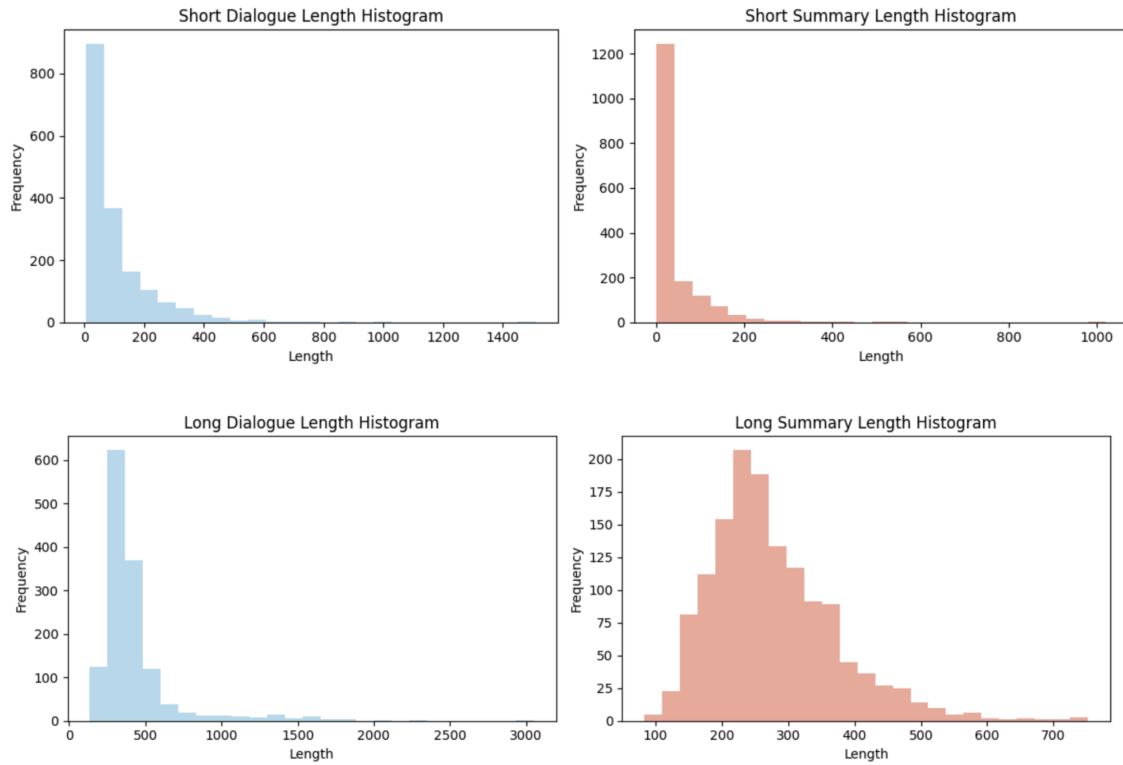 Short Dialogue Length Histogram
Frequency
800
600
400
200
0
0 200 400 600 800 1000 1200 1400
Length
Short Summary Length Histogram
Frequency
1200
1000
800
600
400
200
0
0 200 400 600 800 1000
Length
Long Dialogue Length Histogram
Frequency
600
500
400
300
200
100
0
0 500 1000 1500 2000 2500 3000
Length
Long Summary Length Histogram
Frequency
200
175
150
125
100
75
50
25
0
100 200 300 400 500 600 700
Length